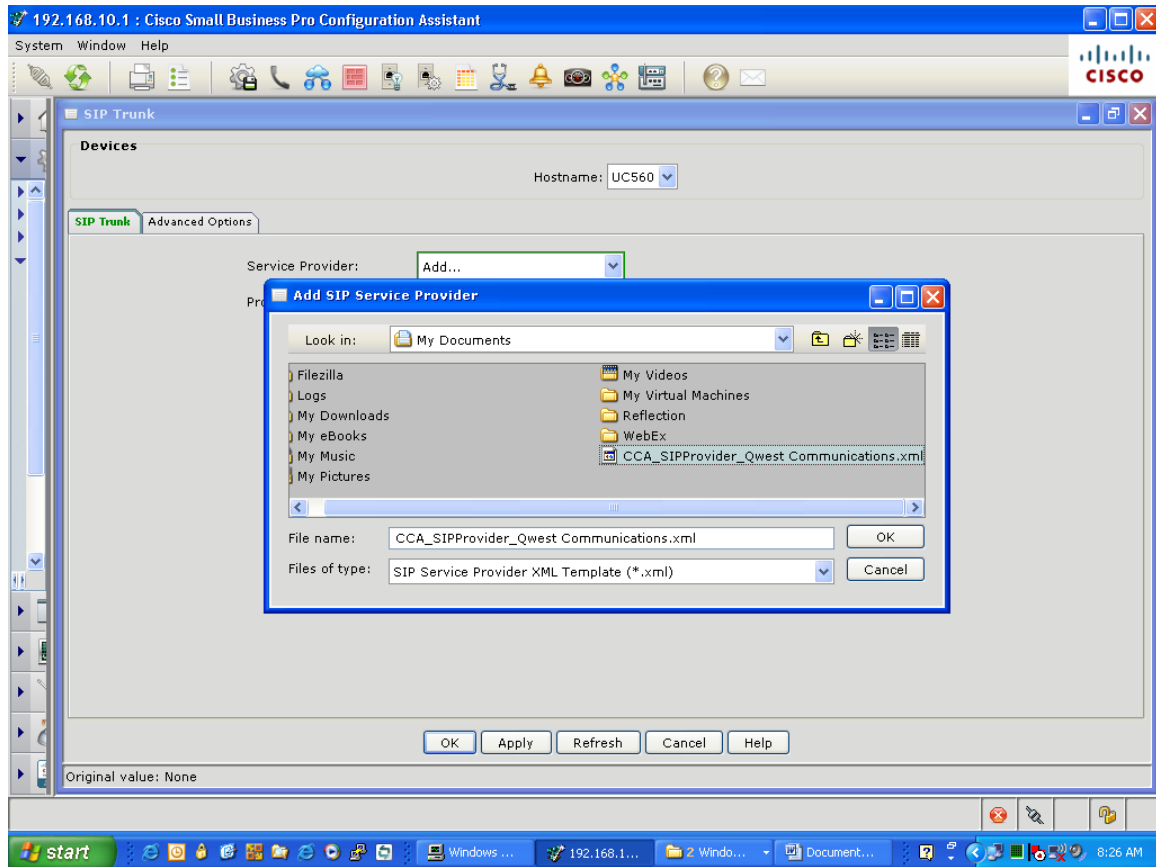 192.168.10.1 : Cisco Small Business Pro Configuration Assistant
System Window Help
CISCO
SIP Trunk
Devices
Hostname: UC560
SIP Trunk Advanced Options
Service Provider: Add...
Add SIP Service Provider
Look in: My Documents
Filezilla
Logs
My Downloads
My eBooks
My Music
My Pictures
My Videos
My Virtual Machines
Reflection
WebEx
CCA_SIPProvider_Qwest Communications.xml
File name: CCA_SIPProvider_Qwest Communications.xml OK
Files of type: SIP Service Provider XML Template (*.xml) Cancel
OK Apply Refresh Cancel Help
Original value: None
start Windows ... 192.168.1... 2 Windo... Document... 8:26 AM